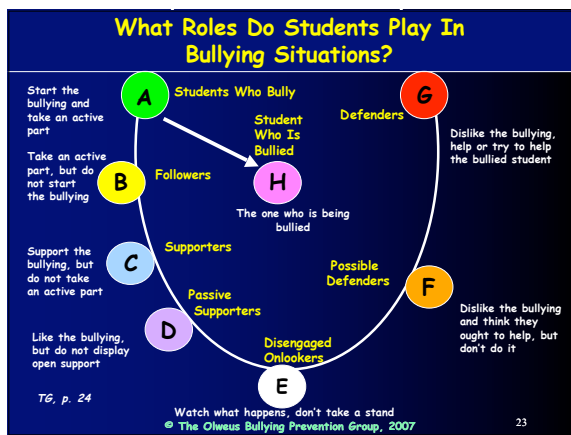 What Roles Do Students Play In
Bullying Situations?
Start the
bullying and
take an active
part
A
Students Who Bully
Student
Who Is
Bullied
H
The one who is being
bullied
Take an active
part, but do
not start
the bullying
B
Followers
Support the
bullying, but
do not take
an active part
C
Supporters
Like the bullying,
but do not display
open support
D
Passive
Supporters
Disengaged
Onlookers
E
Watch what happens, don't take a stand
Possible
Defenders
F
Dislike the bullying
and think they
ought to help, but
don't do it
Defenders
G
Dislike the bullying,
help or try to help
the bullied student
TG, p. 24
© The Olweus Bullying Prevention Group, 2007
23